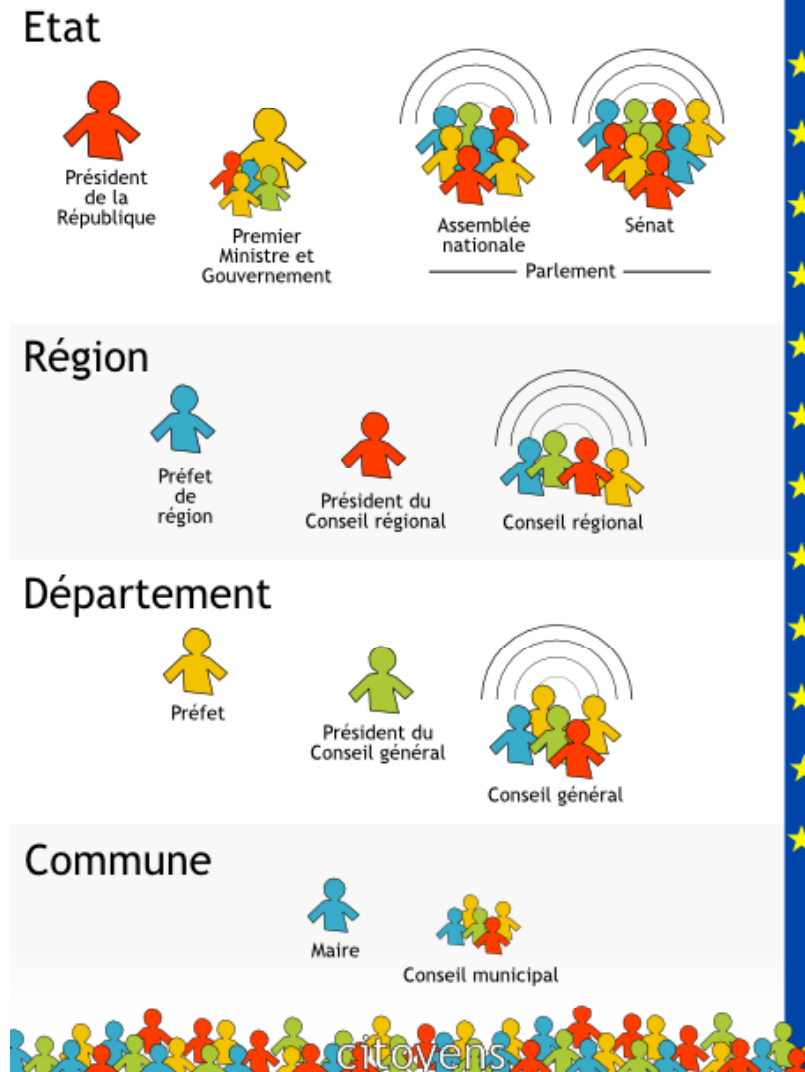 Etat
Président
de la
République
Premier
Ministre et
Gouvernement
Assemblée
nationale
Sénat
Parlement
Région
Préfet
de
région
Président du
Conseil régional
Conseil régional
Département
Préfet
Président du
Conseil général
Conseil général
Commune
Maire
Conseil municipal
citoyens